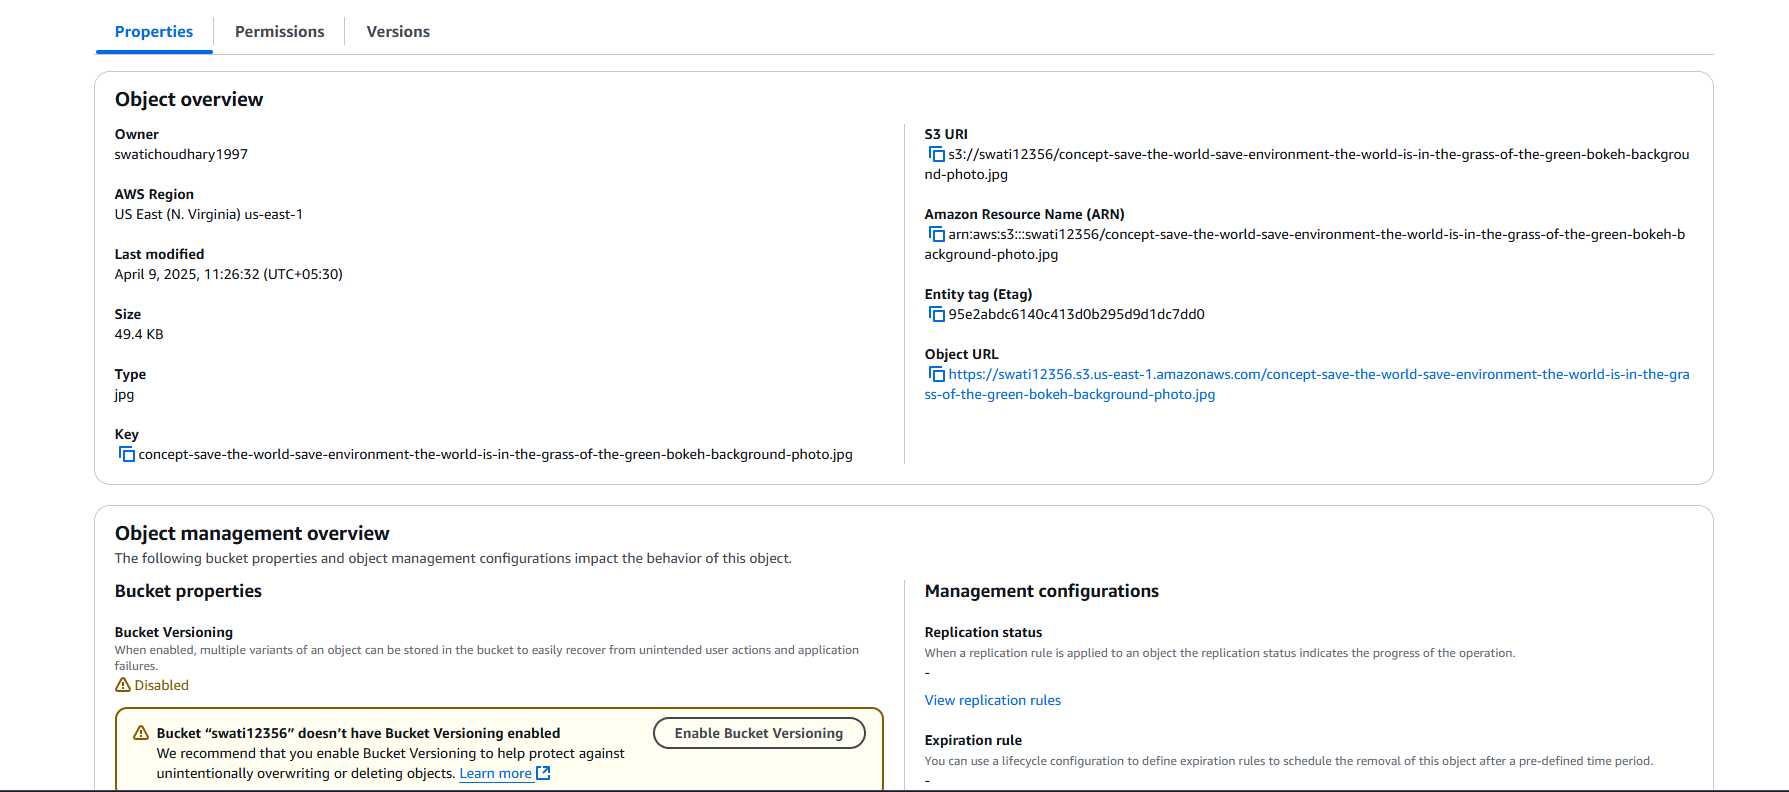 Properties
Permissions
Versions
Object overview
Owner
swatichoudhary1997
AWS Region
US East (N. Virginia) us-east-1
Last modified
April 9, 2025, 11:26:32 (UTC+05:30)
Size
49.4 KB
Type
jpg
Key
concept-save-the-world-save-environment-the-world-is-in-the-grass-of-the-green-bokeh-background-photo.jpg
S3 URI
s3://swati12356/concept-save-the-world-save-environment-the-world-is-in-the-grass-of-the-green-bokeh-backgrou
nd-photo.jpg
Amazon Resource Name (ARN)
arn:aws:s3:::swati12356/concept-save-the-world-save-environment-the-world-is-in-the-grass-of-the-green-bokeh-b
ackground-photo.jpg
Entity tag (Etag)
95e2abdc6140c413d0b295d9d1dc7dd0
Object URL
https://swati12356.s3.us-east-1.amazonaws.com/concept-save-the-world-save-environment-the-world-is-in-the-gra
ss-of-the-green-bokeh-background-photo.jpg
Object management overview
The following bucket properties and object management configurations impact the behavior of this object.
Bucket properties
Bucket Versioning
When enabled, multiple variants of an object can be stored in the bucket to easily recover from unintended user actions and application
failures.
Disabled
Bucket “swati12356” doesn’t have Bucket Versioning enabled
We recommend that you enable Bucket Versioning to help protect against
unintentionally overwriting or deleting objects. Learn more
Enable Bucket Versioning
Management configurations
Replication status
When a replication rule is applied to an object the replication status indicates the progress of the operation.
-
View replication rules
Expiration rule
You can use a lifecycle configuration to define expiration rules to schedule the removal of this object after a pre-defined time period.
-